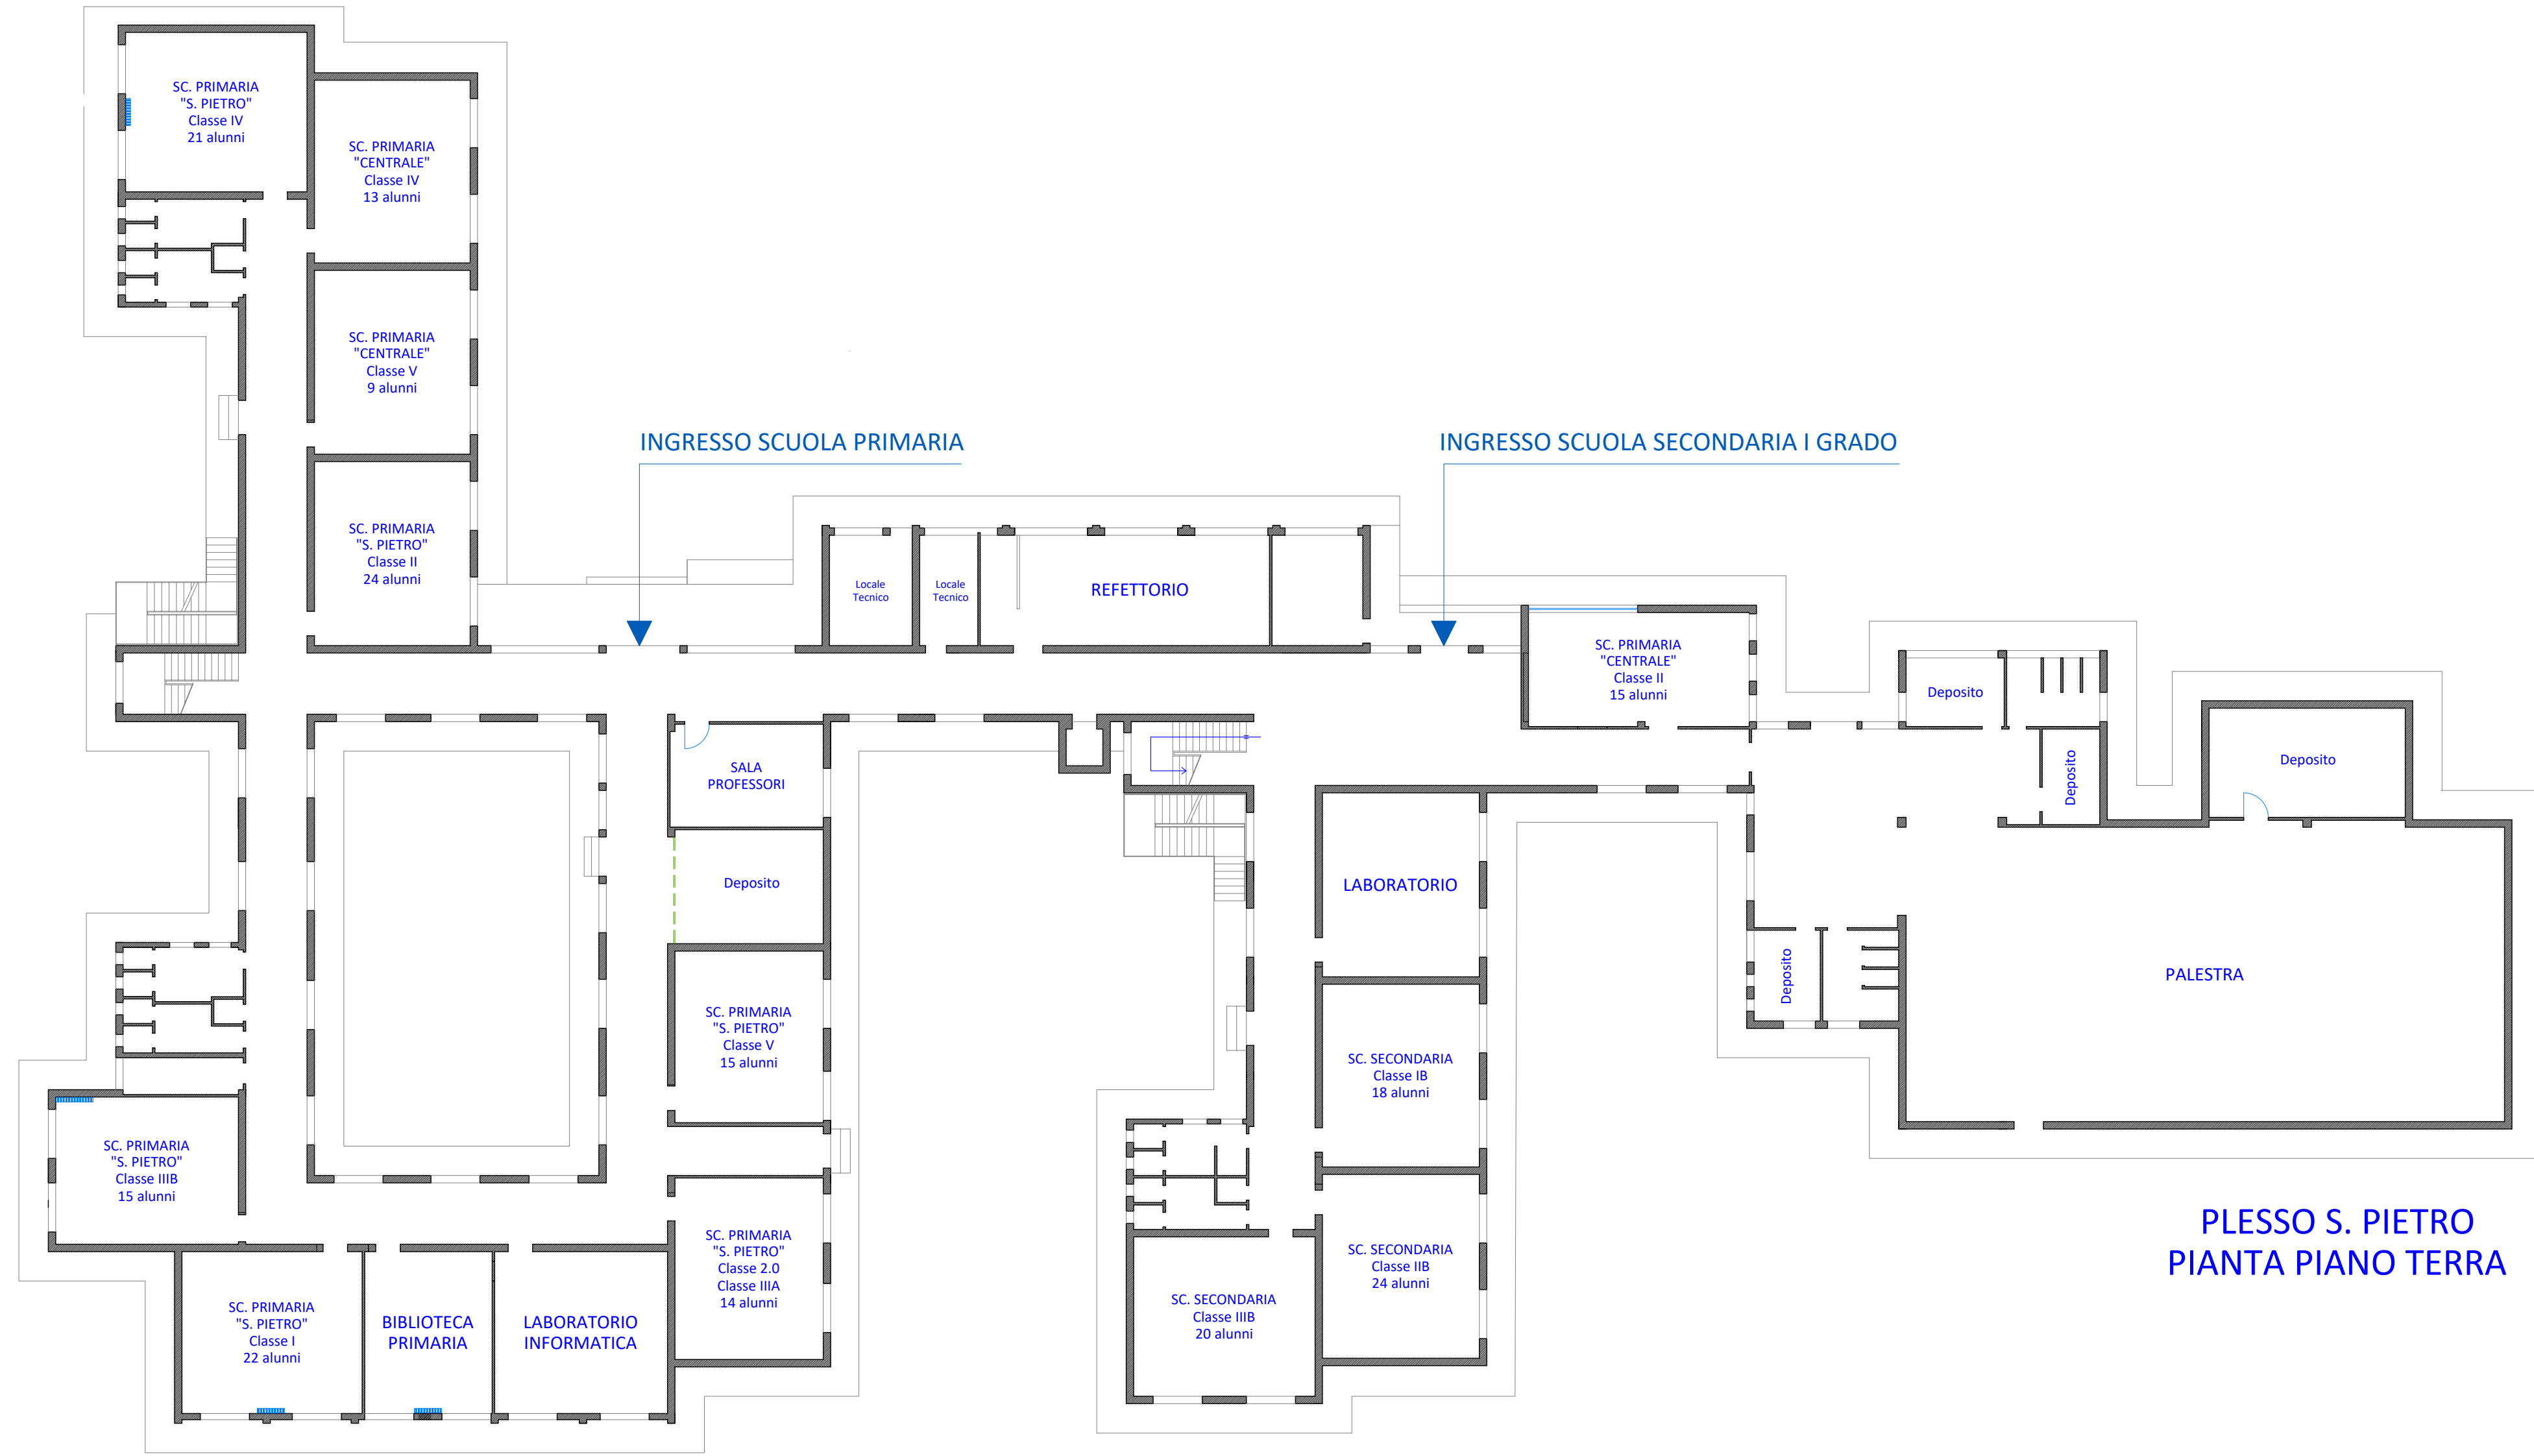 SC. PRIMARIA
"S. PIETRO"
Classe IV
21 alunni
SC. PRIMARIA
"CENTRALE"
Classe IV
13 alunni
SC. PRIMARIA
"CENTRALE"
Classe V
9 alunni
INGRESSO SCUOLA PRIMARIA
INGRESSO SCUOLA SECONDARIA I GRADO
SC. PRIMARIA
"S. PIETRO"
Classe II
24 alunni
Locale
Tecnico
Locale
Tecnico
REFETTORIO
SC. PRIMARIA
"CENTRALE"
Classe II
15 alunni
Deposito
Deposito
Deposito
SALA
PROFESSORI
Deposito
LABORATORIO
Deposito
PALESTRA
SC. PRIMARIA
"S. PIETRO"
Classe V
15 alunni
SC. SECONDARIA
Classe IB
18 alunni
SC. PRIMARIA
"S. PIETRO"
Classe IIIB
15 alunni
SC. PRIMARIA
"S. PIETRO"
Classe 2.0
Classe IIIA
14 alunni
SC. SECONDARIA
Classe IIB
24 alunni
SC. SECONDARIA
Classe IIIB
20 alunni
SC. PRIMARIA
"S. PIETRO"
Classe I
22 alunni
BIBLIOTECA
PRIMARIA
LABORATORIO
INFORMATICA
PLESSO S. PIETRO
PIANTA PIANO TERRA